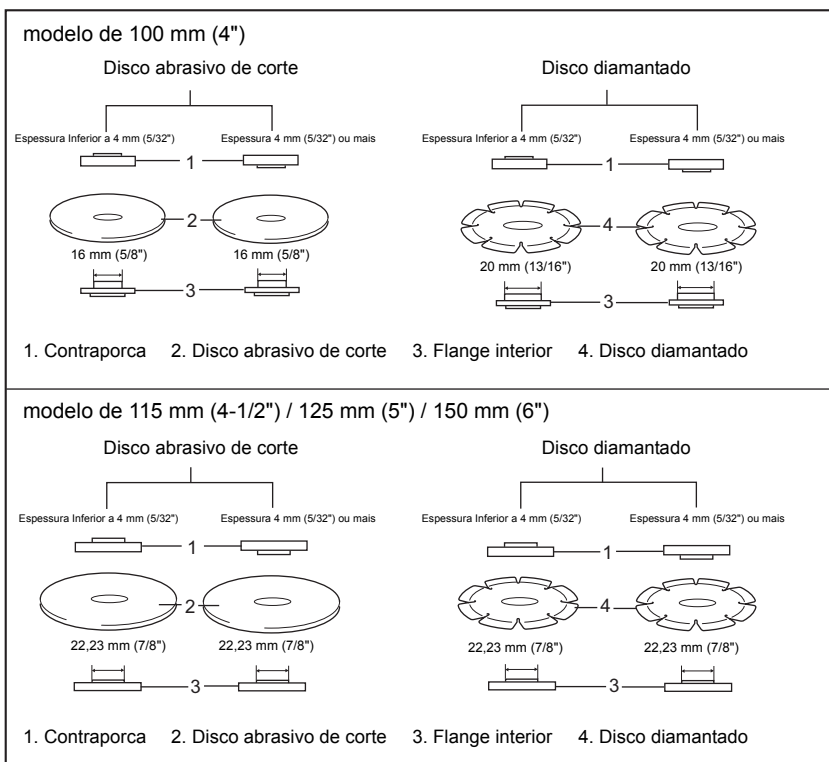 modelo de 100 mm (4")
Disco abrasivo de corte
Disco diamantado
Espessura Inferior a 4 mm (5/32")
Espessura 4 mm (5/32") ou mais
Espessura Inferior a 4 mm (5/32")
Espessura 4 mm (5/32") ou mais
1
1
2
4
16 mm (5/8")
16 mm (5/8")
20 mm (13/16")
20 mm (13/16")
3
3
1. Contraporca 2. Disco abrasivo de corte 3. Flange interior 4. Disco diamantado
modelo de 115 mm (4-1/2") / 125 mm (5") / 150 mm (6")
Disco abrasivo de corte
Disco diamantado
Espessura Inferior a 4 mm (5/32")
Espessura 4 mm (5/32") ou mais
Espessura Inferior a 4 mm (5/32")
Espessura 4 mm (5/32") ou mais
1
1
2
4
22,23 mm (7/8")
22,23 mm (7/8")
22,23 mm (7/8")
22,23 mm (7/8")
3
3
1. Contraporca 2. Disco abrasivo de corte 3. Flange interior 4. Disco diamantado